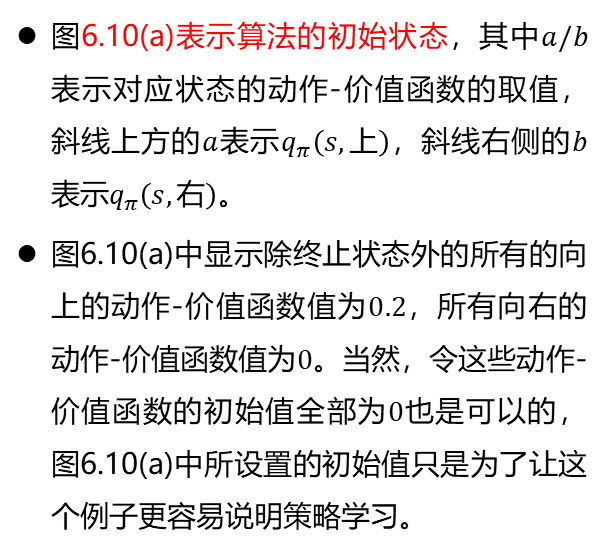 ● 图6.10(a)表示算法的初始状态，其中a/b
表示对应状态的动作-价值函数的取值，
斜线上方的a表示qπ(s,上)，斜线右侧的b
表示qπ(s,右)。
● 图6.10(a)中显示除终止状态外的所有的向
上的动作-价值函数值为0.2，所有向右的
动作-价值函数值为0。当然，令这些动作-
价值函数的初始值全部为0也是可以的，
图6.10(a)中所设置的初始值只是为了让这
个例子更容易说明策略学习。